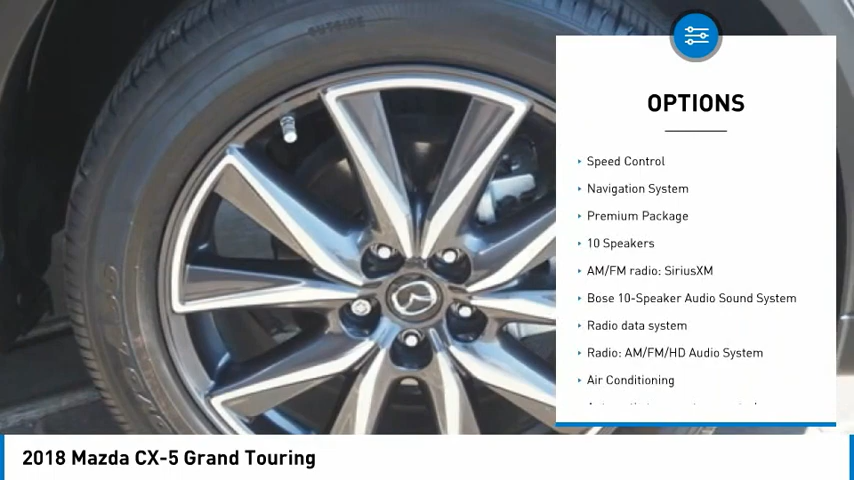 OUTSIDE
OPTIONS
Speed Control
Navigation System
Premium Package
10 Speakers
AM/FM radio: SiriusXM
Bose 10-Speaker Audio Sound System
Radio data system
Radio: AM/FM/HD Audio System
Air Conditioning
2018 Mazda CX-5 Grand Touring